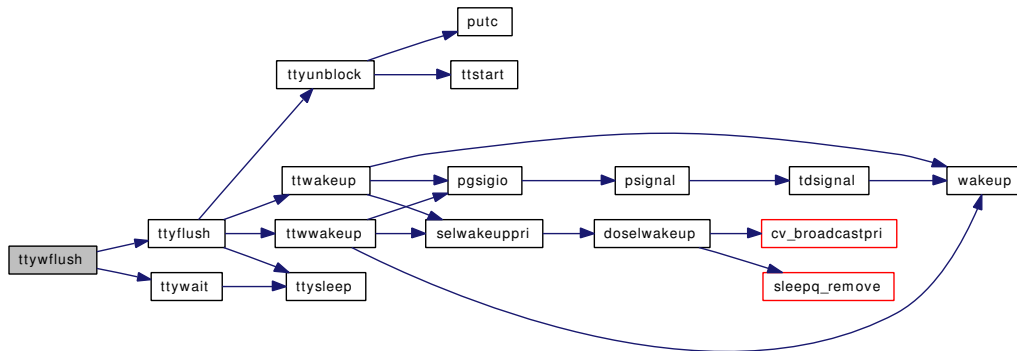 putc
ttyunblock
ttstart
ttwakeup
pgsigio
psignal
tdsignal
wakeup
ttyflush
ttwwakeup
selwakeuppri
doselwakeup
cv_broadcastpri
ttywflush
ttywait
ttysleep
sleepq_remove